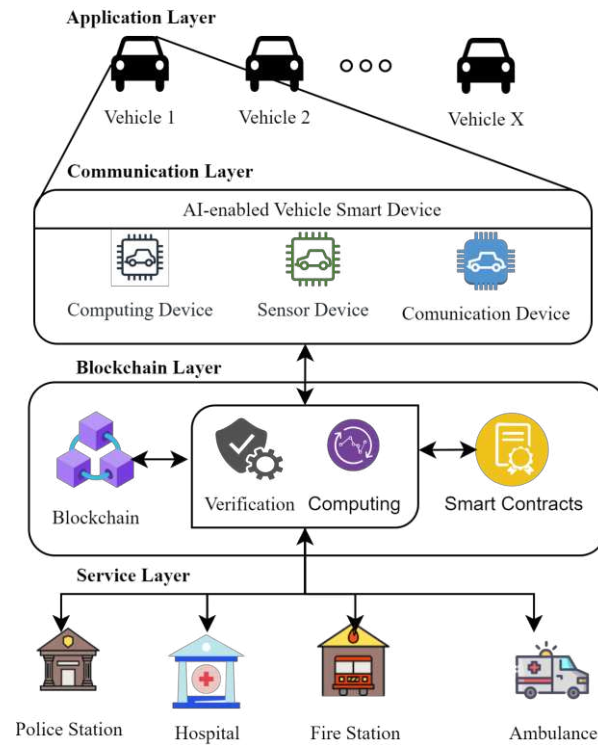 Application Layer
Vehicle 1
Vehicle 2
Vehicle X
Communication Layer
AI-enabled Vehicle Smart Device
Computing Device
Sensor Device
Comunication Device
Blockchain Layer
Blockchain
Verification
Computing
Smart Contracts
Service Layer
Police Station
Hospital
Fire Station
Ambulance